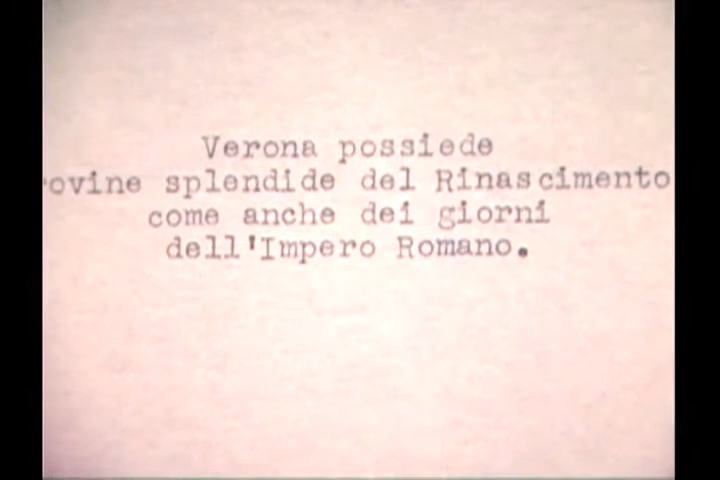 Verona possiede
rovine splendide del Rinascimento
come anche dei giorni
dell'Impero Romano.